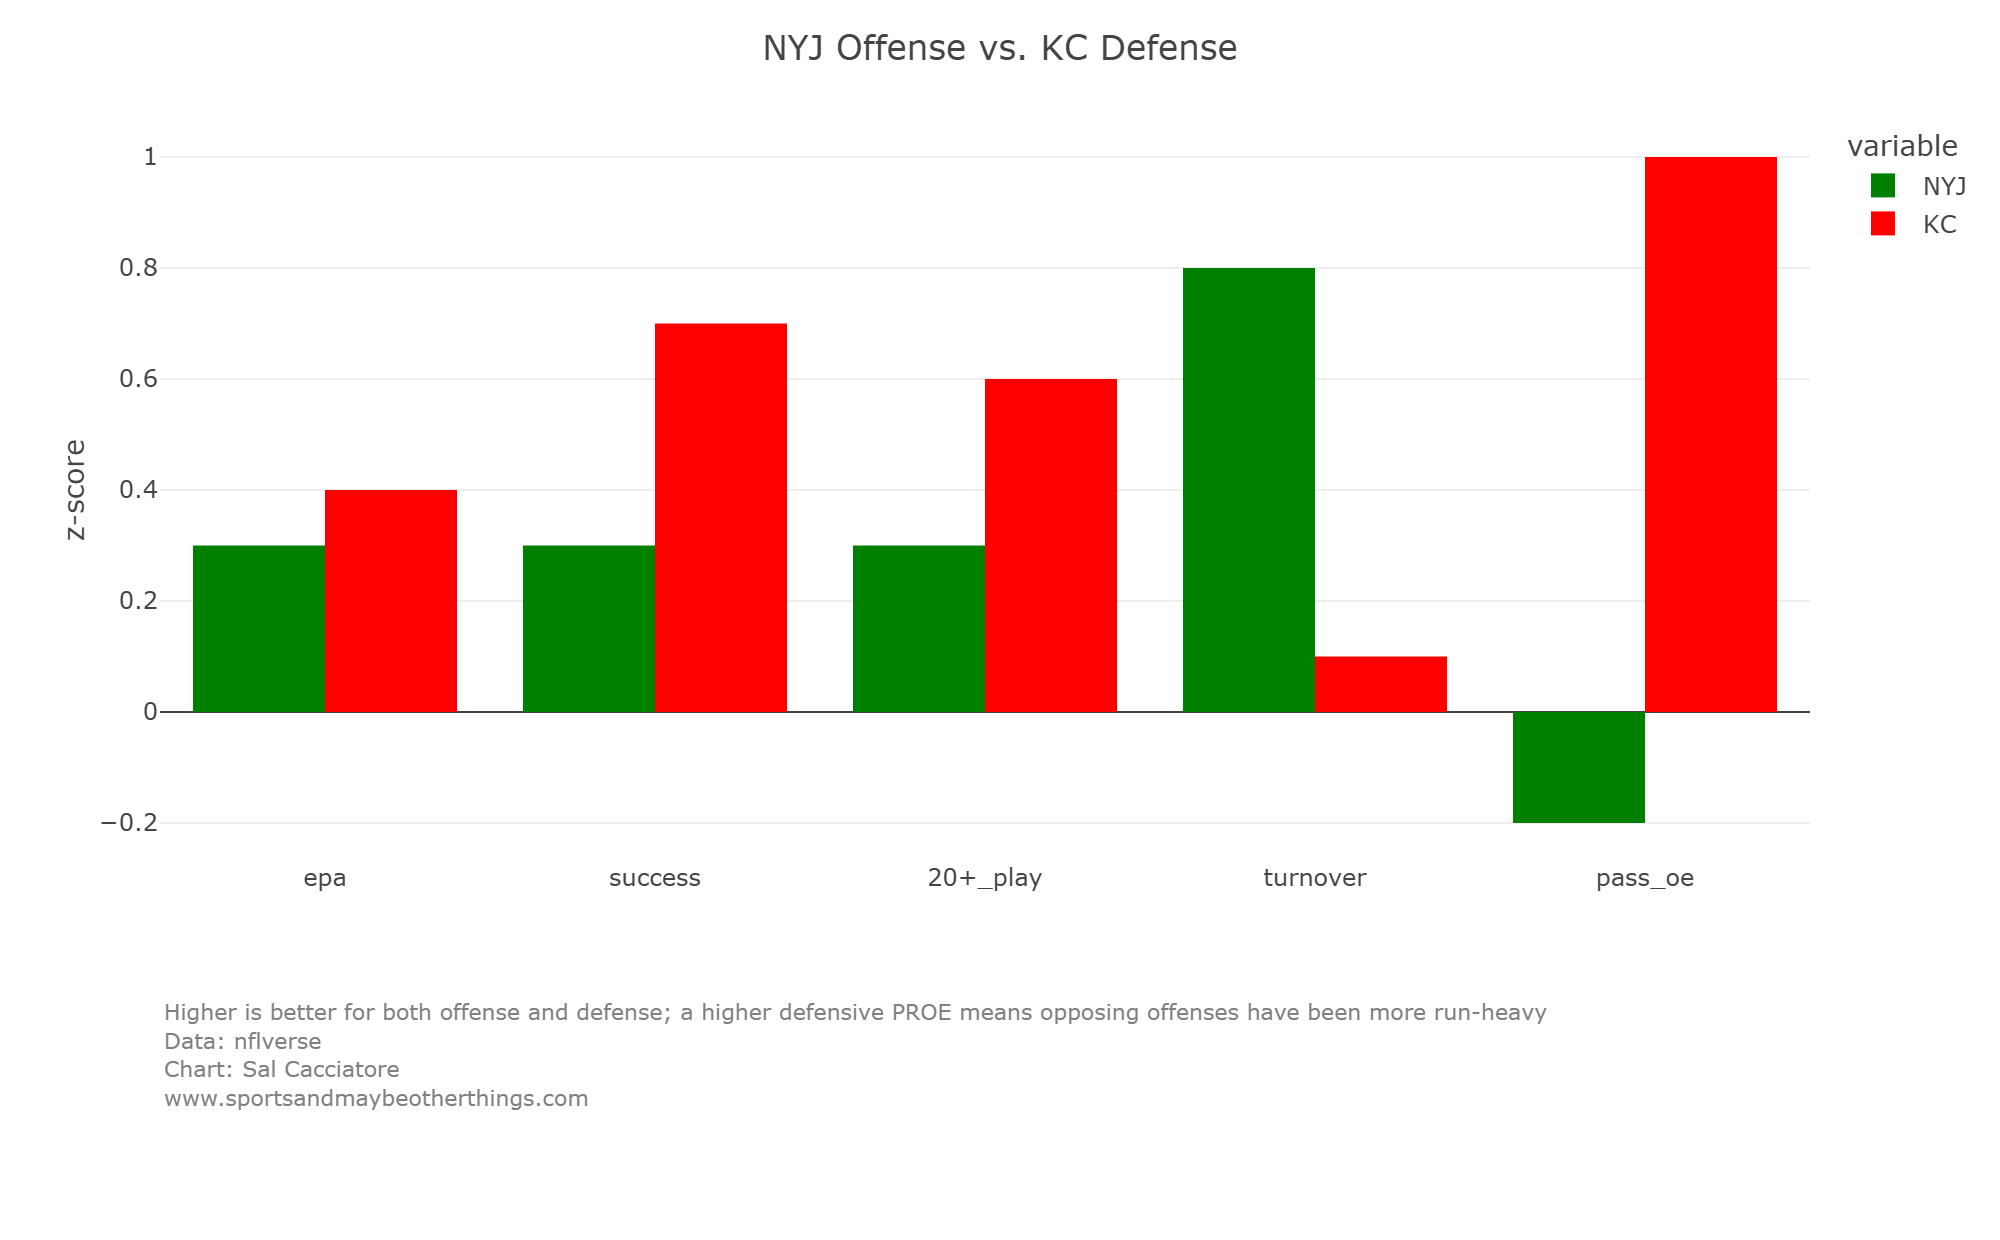 NYJ Offense vs. KC Defense
variable
NYJ
KC
z-score
1
0.8
0.6
0.4
0.2
0
−0.2
epa
success
20+_play
turnover
pass_oe
Higher is better for both offense and defense; a higher defensive PROE means opposing offenses have been more run-heavy
Data: nflverse
Chart: Sal Cacciatore
www.sportsandmaybeotherthings.com